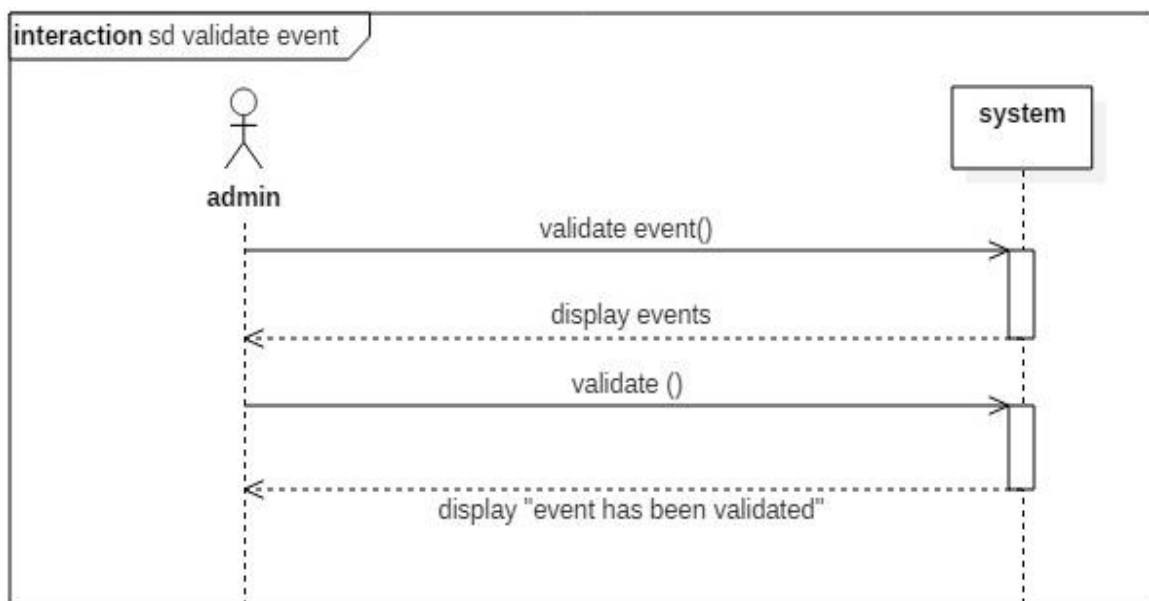 interaction sd validate event
system
admin
validate event()
display events
validate ()
display "event has been validated"